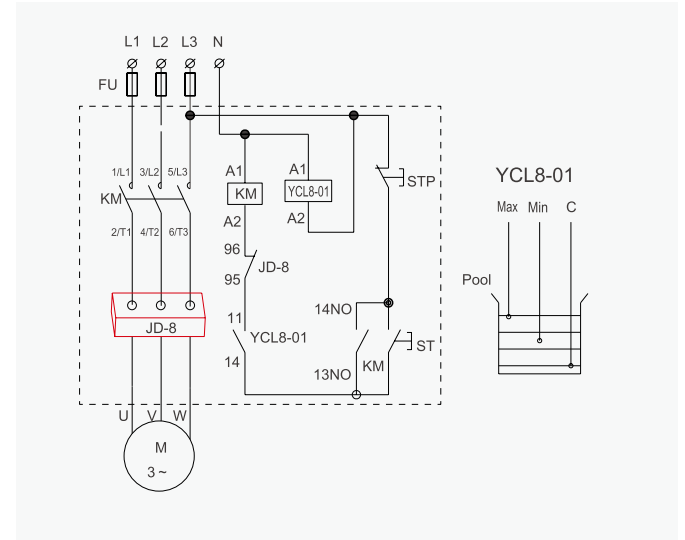 L1 L2 L3 N
FU
1/L1 3/L2 5/L3
KM
2/T1 4/T2 6/T3
JD-8
U V W
M
3~
A1
KM
A2
A1
YCL8-01
A2
96
JD-8
95
11
YCL8-01
14
STP
14NO
KM
ST
13NO
YCL8-01
Max Min C
Pool